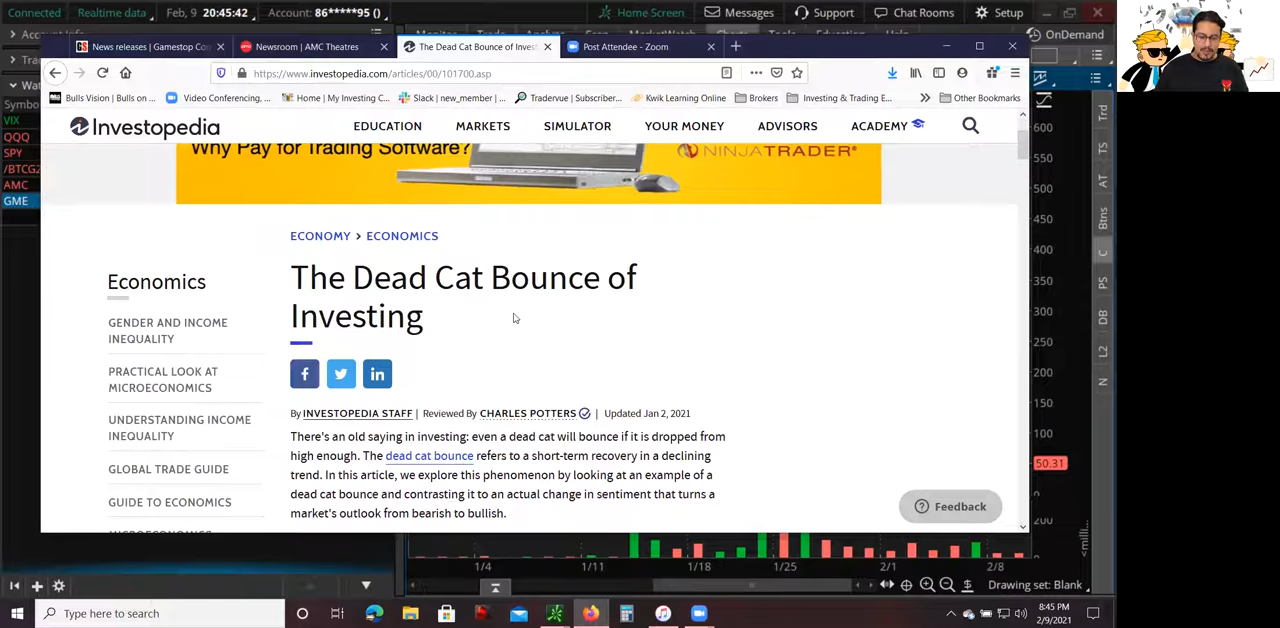 Connected Realtime data Feb, 9 20:45:42 Account: 86*****95 () Home Screen Messages Support Chat Rooms Setup
OnDemand
News releases | Gamestop Co Newsroom | AMC Theatres The Dead Cat Bounce of Invest Post Attendee - Zoom
https://www.investopedia.com/articles/00/101700.asp
Bulls Vision | Bulls on ... Video Conferencing, ... Home | My Investing C... Slack | new_member | ... Tradervue | Subscriber... Kwik Learning Online Brokers Investing & Trading E... Other Bookmarks
Investopedia EDUCATION MARKETS SIMULATOR YOUR MONEY ADVISORS ACADEMY
Why Pay for Trading Software? NINJATRADER®
ECONOMY > ECONOMICS
The Dead Cat Bounce of
Investing
Economics
GENDER AND INCOME
INEQUALITY
PRACTICAL LOOK AT
MICROECONOMICS
UNDERSTANDING INCOME
INEQUALITY
GLOBAL TRADE GUIDE
GUIDE TO ECONOMICS
By INVESTOPEDIA STAFF | Reviewed By CHARLES POTTERS | Updated Jan 2, 2021
There's an old saying in investing: even a dead cat will bounce if it is dropped from
high enough. The dead cat bounce refers to a short-term recovery in a declining
trend. In this article, we explore this phenomenon by looking at an example of a
dead cat bounce and contrasting it to an actual change in sentiment that turns a
market's outlook from bearish to bullish.
Feedback
VIX
QQQ
SPY
/BTCG2
AMC
GME
600
550
500
450
400
350
300
250
200
150
100
50.31
200
Trd
TS
AT
Btns
C
PS
DB
L2
N
1/4 1/11 1/18 1/25 2/1 2/8
Drawing set: Blank
Type here to search
8:45 PM
2/9/2021